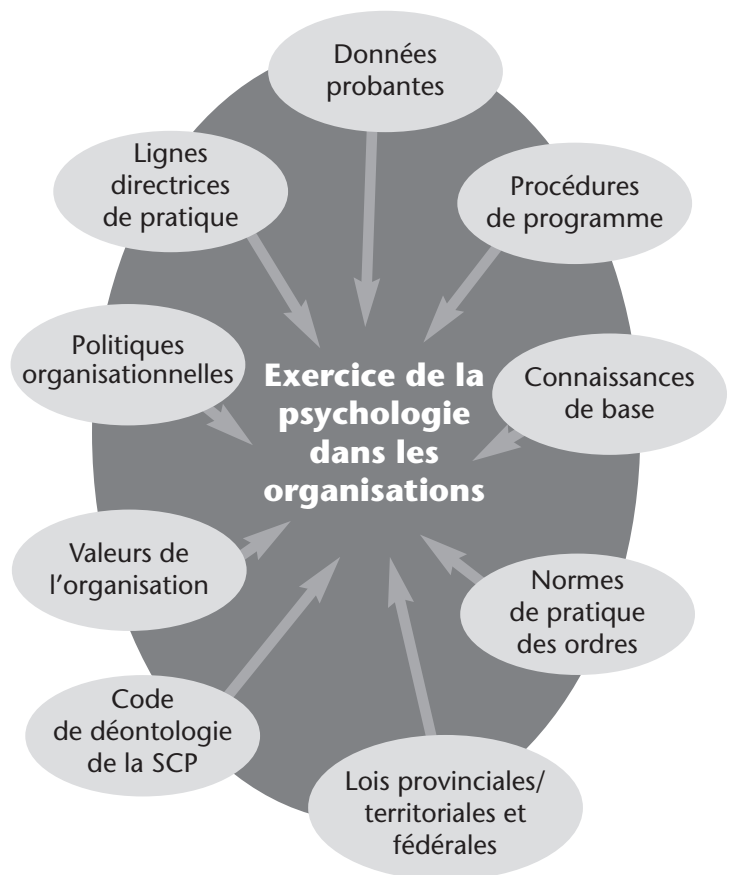 Données
probantes
Lignes
directrices
de pratique
Procédures
de programme
Politiques
organisationnelles
Exercice de la
psychologie
dans les
organisations
Connaissances
de base
Valeurs de
l'organisation
Normes
de pratique
des ordres
Code
de déontologie
de la SCP
Lois provinciales/
territoriales et
fédérales